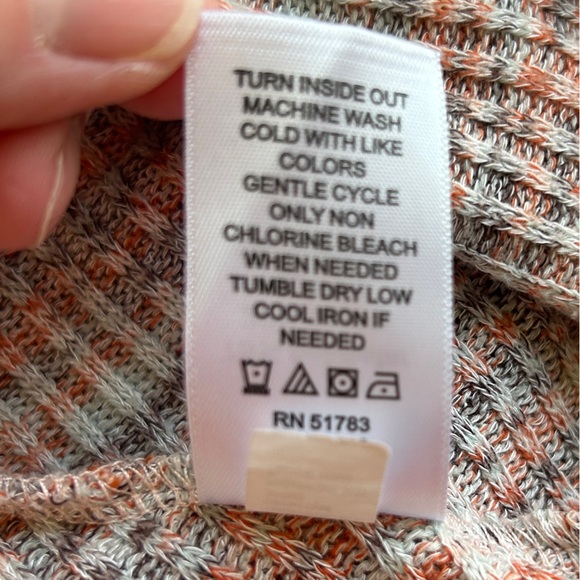 TURN INSIDE OUT
MACHINE WASH
COLD WITH LIKE
COLORS
GENTLE CYCLE
ONLY NON
CHLORINE BLEACH
WHEN NEEDED
TUMBLE DRY LOW
COOL IRON IF
NEEDED
RN 51783